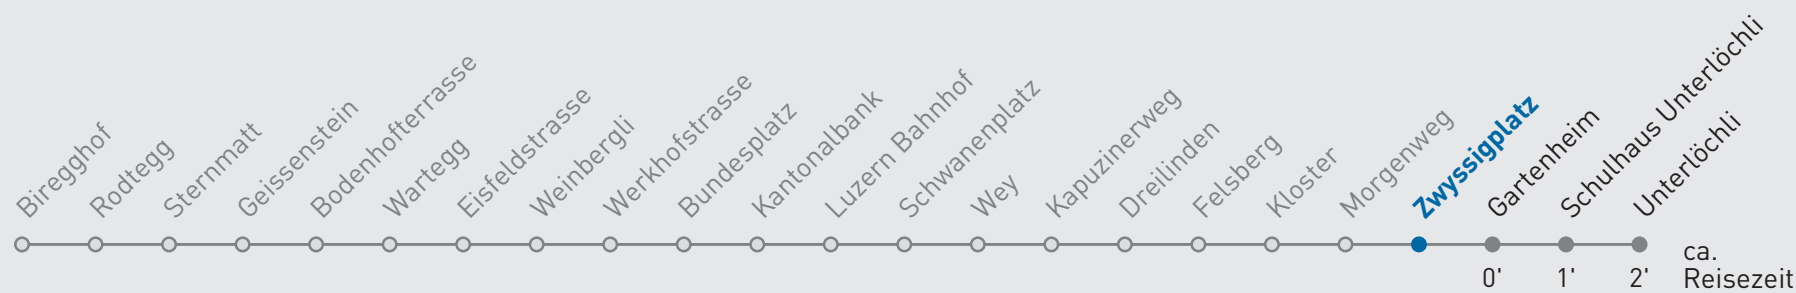 Biregghof
Rodtegg
Sternmatt
Geissenstein
Bodenhofterrasse
Wartegg
Eisfeldstrasse
Weinbergli
Werkhofstrasse
Bundesplatz
Kantonalbank
Luzern Bahnhof
Schwanenplatz
Wey
Kapuzinerweg
Dreilinden
Felsberg
Kloster
Morgenweg
Zwyssigplatz
Gartenheim
Schulhaus Unterlöchli
Unterlöchli
0' 1' 2'
ca.
Reisezeit